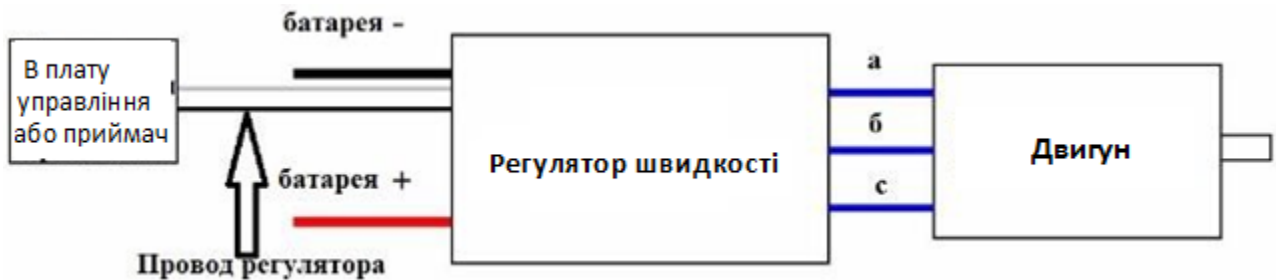 батарея -
В плату
управління
або приймач
батарея +
Провод регулятора
Регулятор швидкості
а
б
с
Двигун